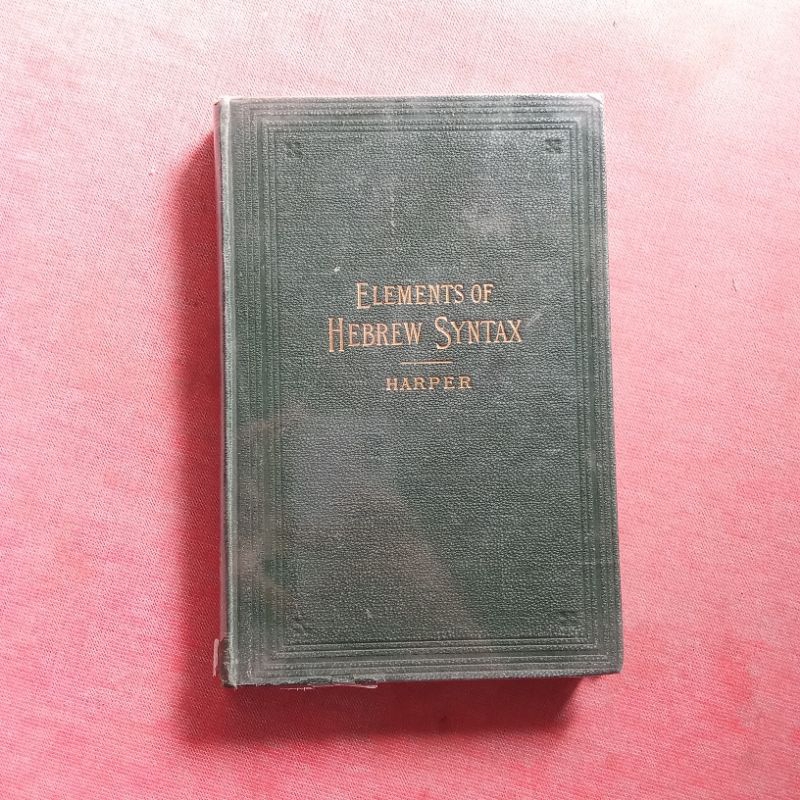 ELEMENTS OF
HEBREW SYNTAX
HARPER